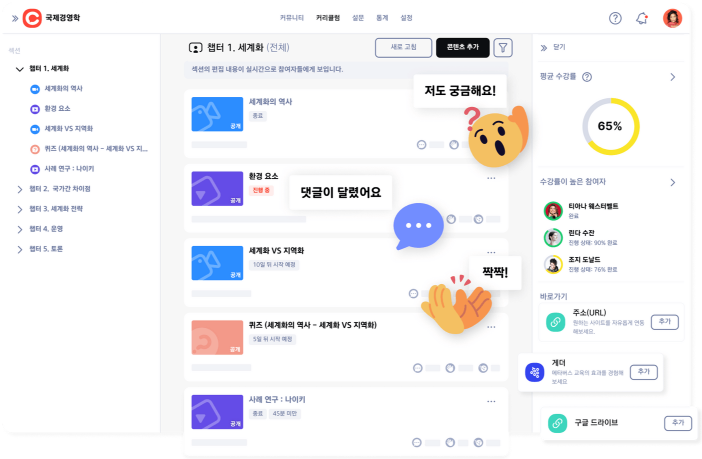 국제경영학
커뮤니티 커리큘럼 설문 통계 설정
섹션
챕터 1. 세계화
세계화의 역사
환경 요소
세계화 VS 지역화
퀴즈 (세계화의 역사 - 세계화 VS 지...
사례 연구 : 나이키
챕터 2. 국가간 차이점
챕터 3. 세계화 전략
챕터 4. 운영
챕터 5. 토론
챕터 1. 세계화 (전체)
새로 고침
콘텐츠 추가
섹션의 편집 내용이 실시간으로 참여자들에게 보입니다.
세계화의 역사
종료
공개
저도 궁금해요!
환경 요소
진행 중
공개
댓글이 달렸어요
세계화 VS 지역화
10일 뒤 시작 예정
공개
짝짝!
퀴즈 (세계화의 역사 - 세계화 VS 지역화)
5일 뒤 시작 예정
공개
사례 연구 : 나이키
종료 45분 미만
공개
닫기
평균 수강률
65%
수강률이 높은 참여자
티아나 웨스터벨트
완료
린다 수잔
진행 상태: 90% 완료
조지 도널드
진행 상태: 76% 완료
바로가기
주소(URL)
원하는 사이트를 자유롭게 연동
해보세요.
추가
게더
메타버스 교육의 효과를 경험해
보세요
추가
구글 드라이브
추가